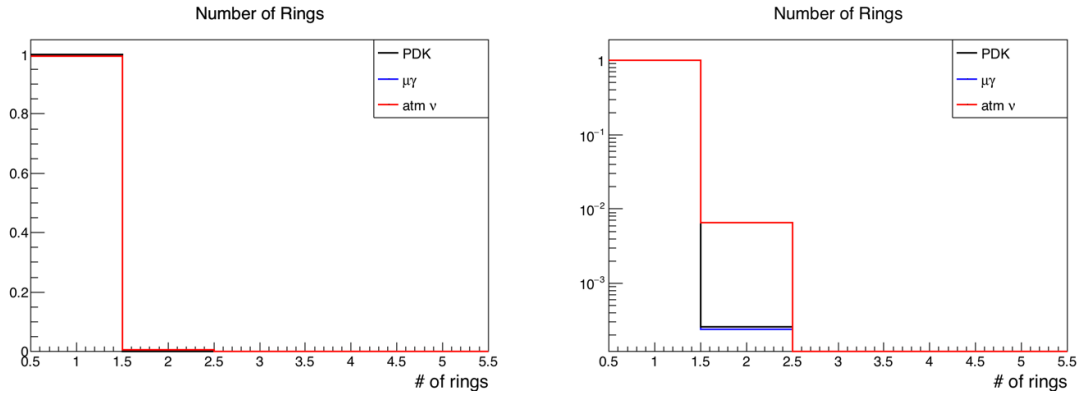 Number of Rings
1
0.8
0.6
0.4
0.2
0
0.5 1 1.5 2 2.5 3 3.5 4 4.5 5 5.5
# of rings
PDK
μγ
atm ν
Number of Rings
1
10⁻¹
10⁻²
10⁻³
0.5 1 1.5 2 2.5 3 3.5 4 4.5 5 5.5
# of rings
PDK
μγ
atm ν